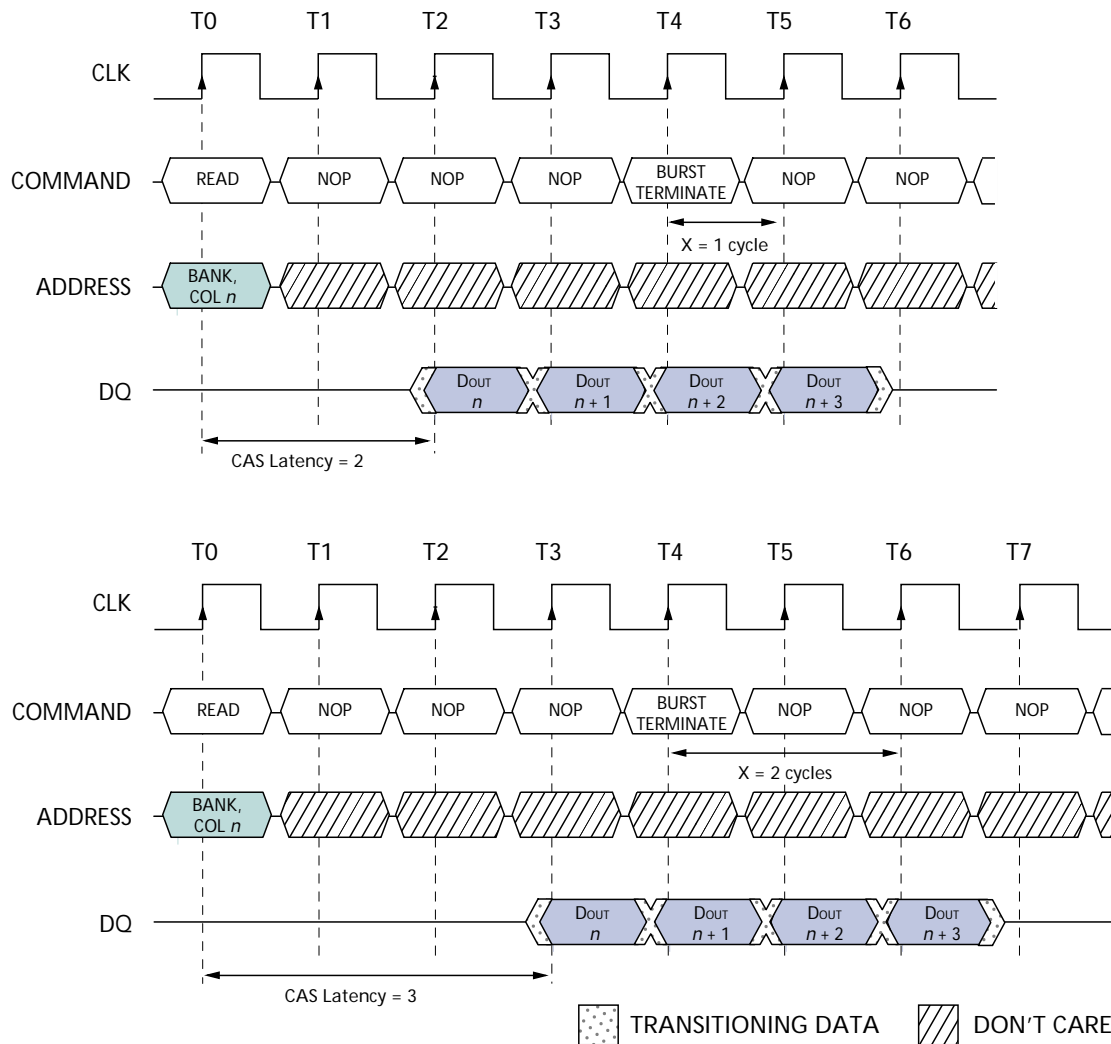 T0 T1 T2 T3 T4 T5 T6
CLK
COMMAND READ NOP NOP NOP BURST TERMINATE NOP NOP
X = 1 cycle
ADDRESS BANK, COL n
DQ DOUT n DOUT n + 1 DOUT n + 2 DOUT n + 3
CAS Latency = 2
T0 T1 T2 T3 T4 T5 T6 T7
CLK
COMMAND READ NOP NOP NOP BURST TERMINATE NOP NOP NOP
X = 2 cycles
ADDRESS BANK, COL n
DQ DOUT n DOUT n + 1 DOUT n + 2 DOUT n + 3
CAS Latency = 3
TRANSITIONING DATA DON'T CARE